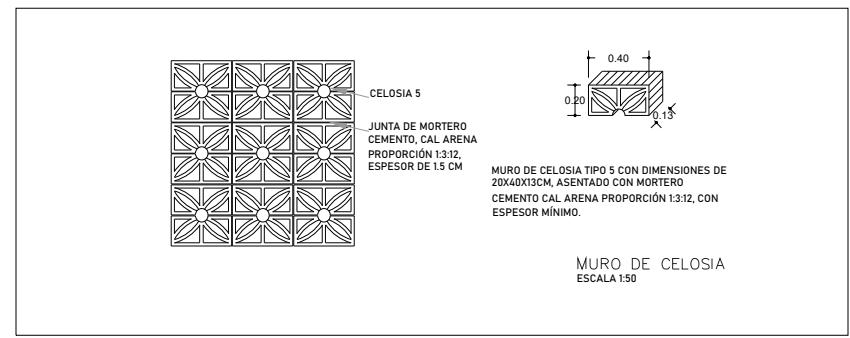 CELOSIA 5
JUNTA DE MORTERO
CEMENTO, CAL ARENA
PROPORCIÓN 1:3:12,
ESPESOR DE 1.5 CM
0.40
0.20
0.13
MURO DE CELOSIA TIPO 5 CON DIMENSIONES DE
20X40X13CM, ASENTADO CON MORTERO
CEMENTO CAL ARENA PROPORCIÓN 1:3:12, CON
ESPESOR MÍNIMO.
MURO DE CELOSIA
ESCALA 1:50